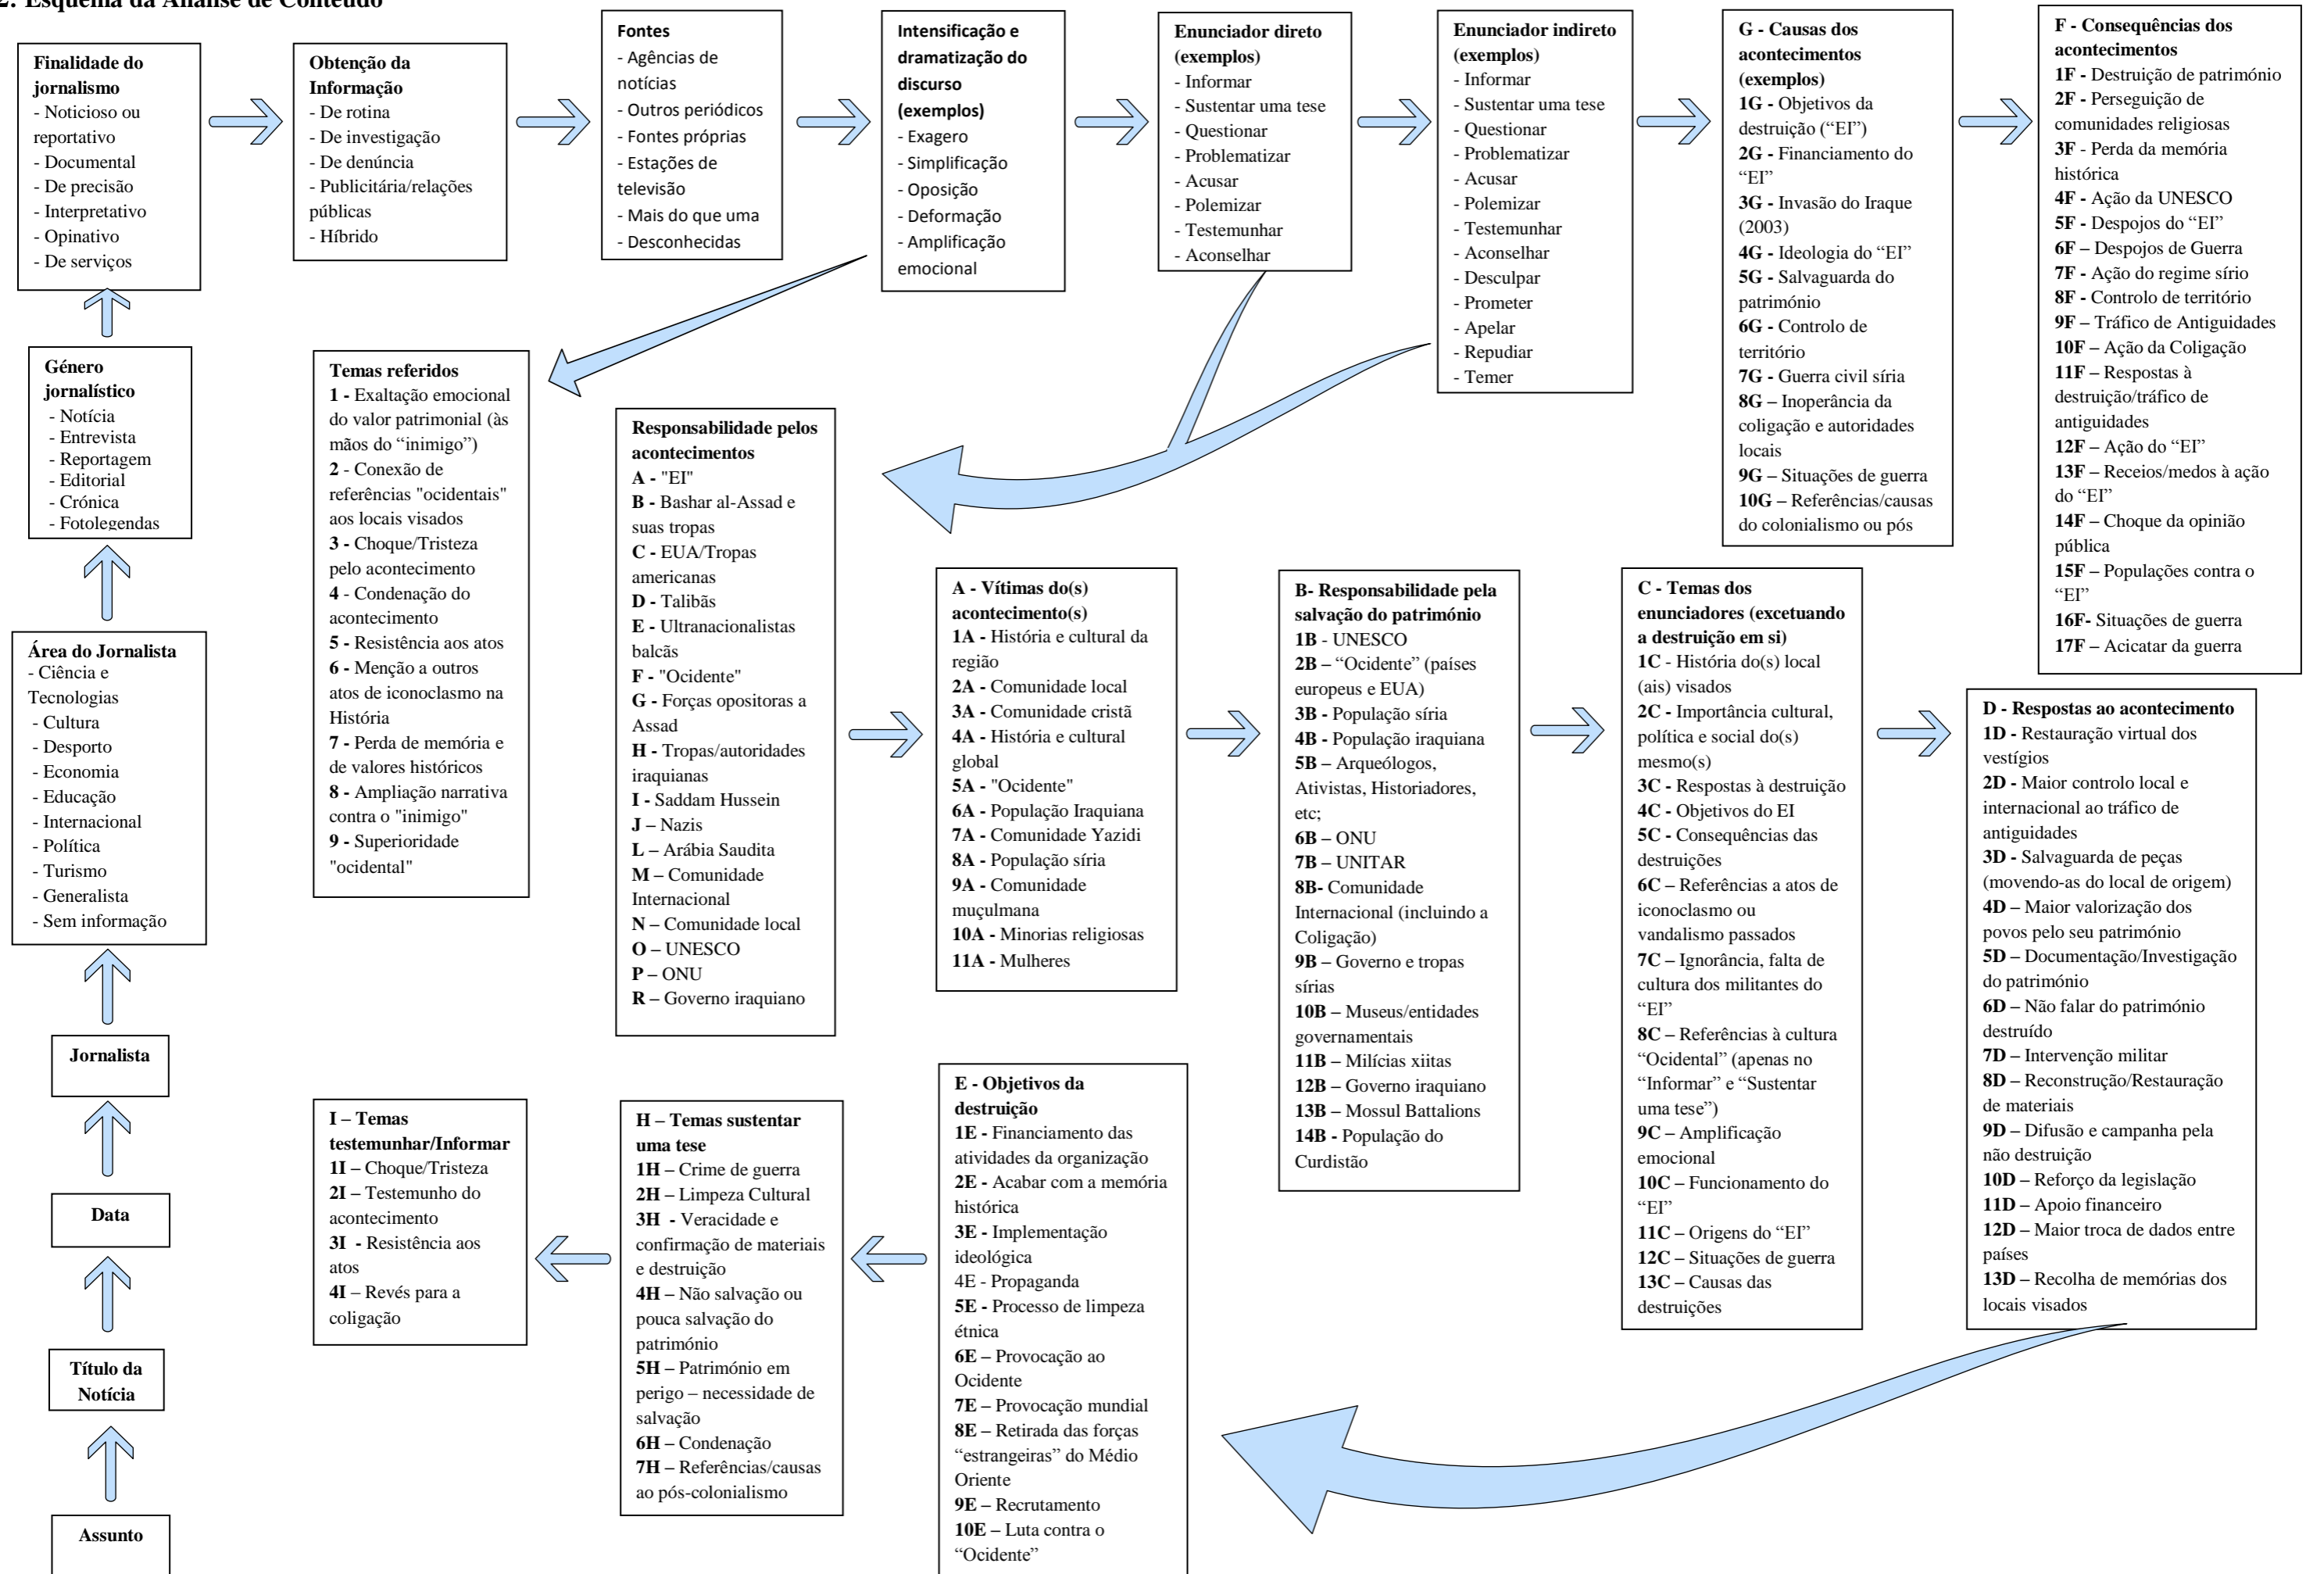 2. Esquema da Análise de Conteúdo
Finalidade do
jornalismo
- Noticioso ou
reportativo
- Documental
- De precisão
- Interpretativo
- Opinativo
- De serviços
Obtenção da
Informação
- De rotina
- De investigação
- De denúncia
- Publicitária/relações
públicas
- Híbrido
Fontes
- Agências de
notícias
- Outros periódicos
- Fontes próprias
- Estações de
televisão
- Mais do que uma
- Desconhecidas
Intensificação e
dramatização do
discurso
(exemplos)
- Exagero
- Simplificação
- Oposição
- Deformação
- Amplificação
emocional
Enunciador direto
(exemplos)
- Informar
- Sustentar uma tese
- Questionar
- Problematizar
- Acusar
- Polemizar
- Testemunhar
- Aconselhar
Enunciador indireto
(exemplos)
- Informar
- Sustentar uma tese
- Questionar
- Problematizar
- Acusar
- Polemizar
- Testemunhar
- Aconselhar
- Desculpar
- Prometer
- Apelar
- Repudiar
- Temer
G - Causas dos
acontecimentos
(exemplos)
1G - Objetivos da
destruição (“EI”)
2G - Financiamento do
“EI”
3G - Invasão do Iraque
(2003)
4G - Ideologia do “EI”
5G - Salvaguarda do
património
6G - Controlo de
território
7G - Guerra civil síria
8G – Inoperância da
coligação e autoridades
locais
9G – Situações de guerra
10G – Referências/causas
do colonialismo ou pós
F - Consequências dos
acontecimentos
1F - Destruição de património
2F - Perseguição de
comunidades religiosas
3F - Perda da memória
histórica
4F - Ação da UNESCO
5F - Despojos do “EI”
6F – Despojos de Guerra
7F - Ação do regime sírio
8F - Controlo de território
9F – Tráfico de Antiguidades
10F – Ação da Coligação
11F – Respostas à
destruição/tráfico de
antiguidades
12F – Ação do “EI”
13F – Receios/medos à ação
do “EI”
14F – Choque da opinião
pública
15F – Populações contra o
“EI”
16F- Situações de guerra
17F – Acicatar da guerra
Género
jornalístico
- Notícia
- Entrevista
- Reportagem
- Editorial
- Crónica
- Fotolegendas
Temas referidos
1 - Exaltação emocional
do valor patrimonial (às
mãos do “inimigo”)
2 - Conexão de
referências "ocidentais"
aos locais visados
3 - Choque/Tristeza
pelo acontecimento
4 - Condenação do
acontecimento
5 - Resistência aos atos
6 - Menção a outros
atos de iconoclasmo na
História
7 - Perda de memória e
de valores históricos
8 - Ampliação narrativa
contra o "inimigo"
9 - Superioridade
"ocidental"
Responsabilidade pelos
acontecimentos
A - "EI"
B - Bashar al-Assad e
suas tropas
C - EUA/Tropas
americanas
D - Talibãs
E - Ultranacionalistas
balcãs
F - "Ocidente"
G - Forças opositoras a
Assad
H - Tropas/autoridades
iraquianas
I - Saddam Hussein
J – Nazis
L – Arábia Saudita
M – Comunidade
Internacional
N – Comunidade local
O – UNESCO
P – ONU
R – Governo iraquiano
A - Vítimas do(s)
acontecimento(s)
1A - História e cultural da
região
2A - Comunidade local
3A - Comunidade cristã
4A - História e cultural
global
5A - "Ocidente"
6A - População Iraquiana
7A - Comunidade Yazidi
8A - População síria
9A - Comunidade
muçulmana
10A - Minorias religiosas
11A - Mulheres
B- Responsabilidade pela
salvação do património
1B - UNESCO
2B – “Ocidente” (países
europeus e EUA)
3B - População síria
4B - População iraquiana
5B – Arqueólogos,
Ativistas, Historiadores,
etc;
6B – ONU
7B – UNITAR
8B- Comunidade
Internacional (incluindo a
Coligação)
9B – Governo e tropas
sírias
10B – Museus/entidades
governamentais
11B – Milícias xiitas
12B – Governo iraquiano
13B – Mossul Battalions
14B - População do
Curdistão
C - Temas dos
enunciadores (excetuando
a destruição em si)
1C - História do(s) local
(ais) visados
2C - Importância cultural,
política e social do(s)
mesmo(s)
3C - Respostas à destruição
4C - Objetivos do EI
5C - Consequências das
destruições
6C – Referências a atos de
iconoclasmo ou
vandalismo passados
7C – Ignorância, falta de
cultura dos militantes do
“EI”
8C – Referências à cultura
“Ocidental” (apenas no
“Informar” e “Sustentar
uma tese”)
9C – Amplificação
emocional
10C – Funcionamento do
“EI”
11C – Origens do “EI”
12C – Situações de guerra
13C – Causas das
destruições
D - Respostas ao acontecimento
1D - Restauração virtual dos
vestígios
2D - Maior controlo local e
internacional ao tráfico de
antiguidades
3D - Salvaguarda de peças
(movendo-as do local de origem)
4D – Maior valorização dos
povos pelo seu património
5D – Documentação/Investigação
do património
6D – Não falar do património
destruído
7D – Intervenção militar
8D – Reconstrução/Restauração
de materiais
9D – Difusão e campanha pela
não destruição
10D – Reforço da legislação
11D – Apoio financeiro
12D – Maior troca de dados entre
países
13D – Recolha de memórias dos
locais visados
Área do Jornalista
- Ciência e
Tecnologias
- Cultura
- Desporto
- Economia
- Educação
- Internacional
- Política
- Turismo
- Generalista
- Sem informação
Jornalista
Data
Título da
Notícia
Assunto
I – Temas
testemunhar/Informar
1I – Choque/Tristeza
2I – Testemunho do
acontecimento
3I - Resistência aos
atos
4I – Revés para a
coligação
H – Temas sustentar
uma tese
1H – Crime de guerra
2H – Limpeza Cultural
3H - Veracidade e
confirmação de materiais
e destruição
4H – Não salvação ou
pouca salvação do
património
5H – Património em
perigo – necessidade de
salvação
6H – Condenação
7H – Referências/causas
ao pós-colonialismo
E - Objetivos da
destruição
1E - Financiamento das
atividades da organização
2E - Acabar com a memória
histórica
3E - Implementação
ideológica
4E - Propaganda
5E - Processo de limpeza
étnica
6E – Provocação ao
Ocidente
7E – Provocação mundial
8E – Retirada das forças
“estrangeiras” do Médio
Oriente
9E – Recrutamento
10E – Luta contra o
“Ocidente”